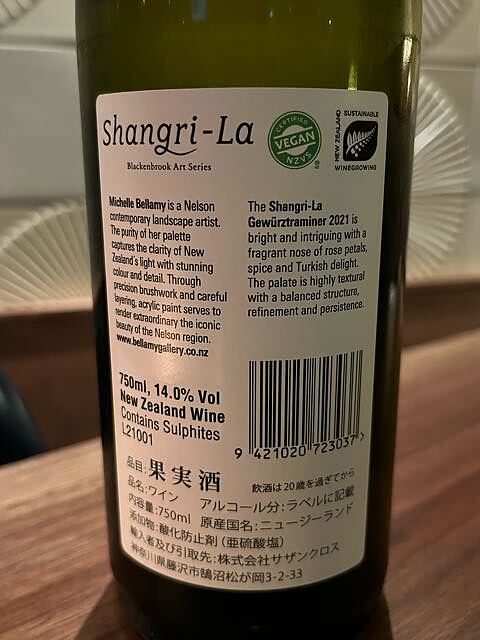 Shangri-La
Blackenbrook Art Series
CERTIFIED
VEGAN
NZVS
SUSTAINABLE
NEW ZEALAND
WINEGROWING
Michelle Bellamy is a Nelson
contemporary landscape artist.
The purity of her palette
captures the clarity of New
Zealand's light with stunning
colour and detail. Through
precision brushwork and careful
layering, acrylic paint serves to
render extraordinary the iconic
beauty of the Nelson region.
www.bellamygallery.co.nz
The Shangri-La
Gewürztraminer 2021 is
bright and intriguing with a
fragrant nose of rose petals,
spice and Turkish delight.
The palate is highly textural
with a balanced structure,
refinement and persistence.
750ml, 14.0% Vol
New Zealand Wine
Contains Sulphites
L21001
9 421020 723037 >
品目:果実酒 飲酒は20歳を過ぎてから
品名:ワイン アルコール分:ラベルに記載
内容量:750ml 原産国名:ニュージーランド
添加物:酸化防止剤(亜硫酸塩)
輸入者及び引取先:株式会社サザンクロス
神奈川県藤沢市鵠沼松が岡3-2-33